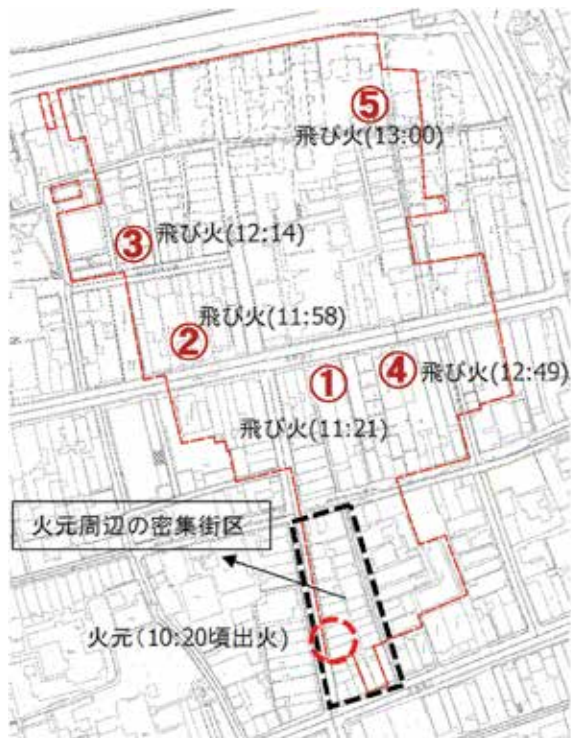 ⑤
飛び火(13:00)
③ 飛び火(12:14)
飛び火(11:58)
②
① ④ 飛び火(12:49)
飛び火(11:21)
火元周辺の密集街区
火元(10:20頃出火)